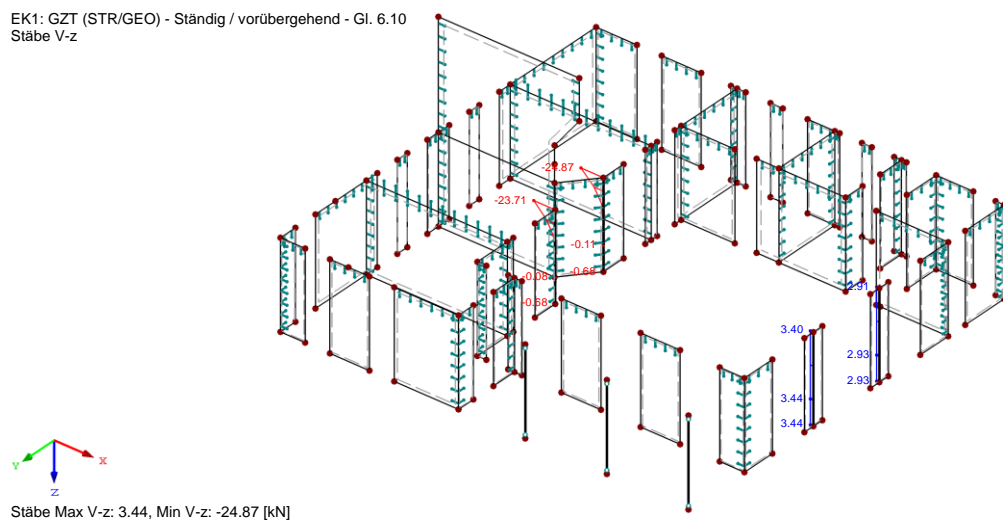 EK1: GZT (STR/GEO) - Ständig / vorübergehend - Gl. 6.10
Stäbe V-z
-24.87
-23.71
-0.11
-0.68
-0.08
-0.68
2.91
3.40
2.93
2.93
3.44
3.44
Y
X
Z
Stäbe Max V-z: 3.44, Min V-z: -24.87 [kN]